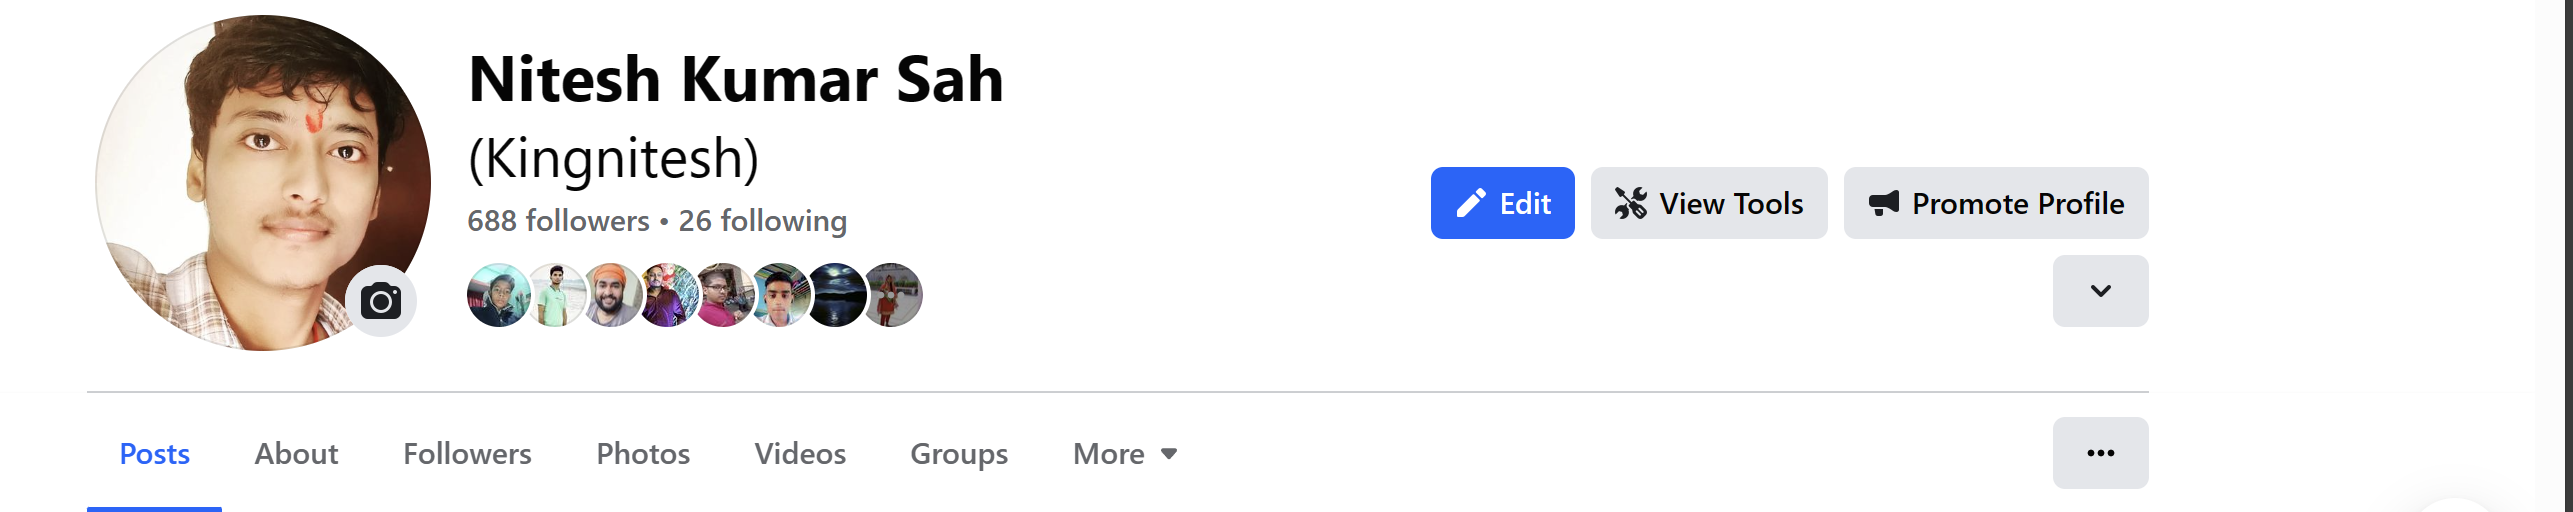 Nitesh Kumar Sah
(Kingnitesh)
688 followers • 26 following
Edit
View Tools
Promote Profile
Posts
About
Followers
Photos
Videos
Groups
More